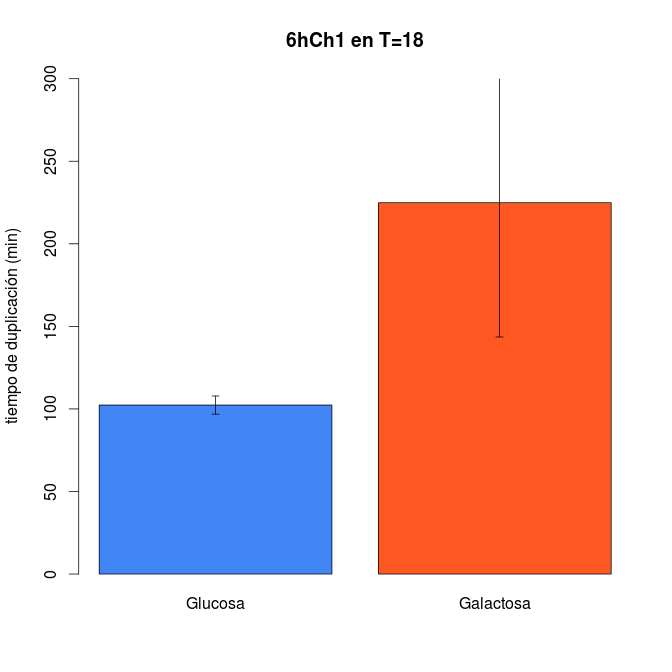 6hCh1 en T=18
tiempo de duplicación (min)
300
250
200
150
100
50
0
Glucosa
Galactosa